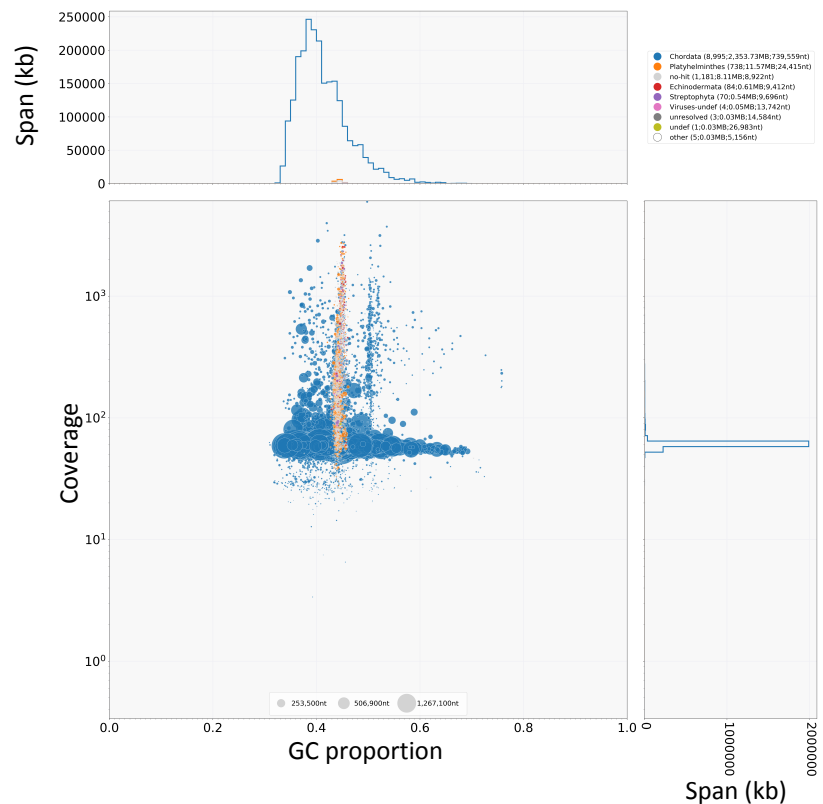 250000
200000
150000
100000
50000
0
Span (kb)
Chordata (8,995;2,353.73MB;739,559nt)
Platyhelminthes (738;11.57MB;24,415nt)
no-hit (1,181;8.11MB;8,922nt)
Echinodermata (84;0.61MB;9,412nt)
Streptophyta (70;0.54MB;9,696nt)
Viruses-undef (4;0.05MB;13,742nt)
unresolved (3;0.03MB;14,584nt)
undef (1;0.03MB;26,983nt)
other (5;0.03MB;5,156nt)
10³
10²
10¹
10⁰
Coverage
253,500nt 506,900nt 1,267,100nt
0.0 0.2 0.4 0.6 0.8 1.0
GC proportion
0 1000000 2000000
Span (kb)